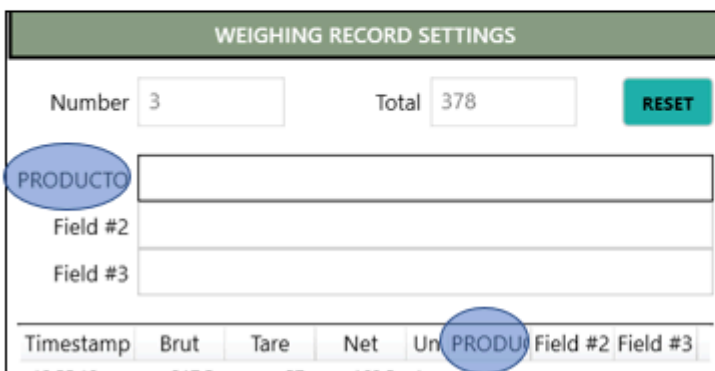 WEIGHING RECORD SETTINGS
Number 3 Total 378 RESET
PRODUCTO
Field #2
Field #3
Timestamp Brut Tare Net Un PRODU Field #2 Field #3